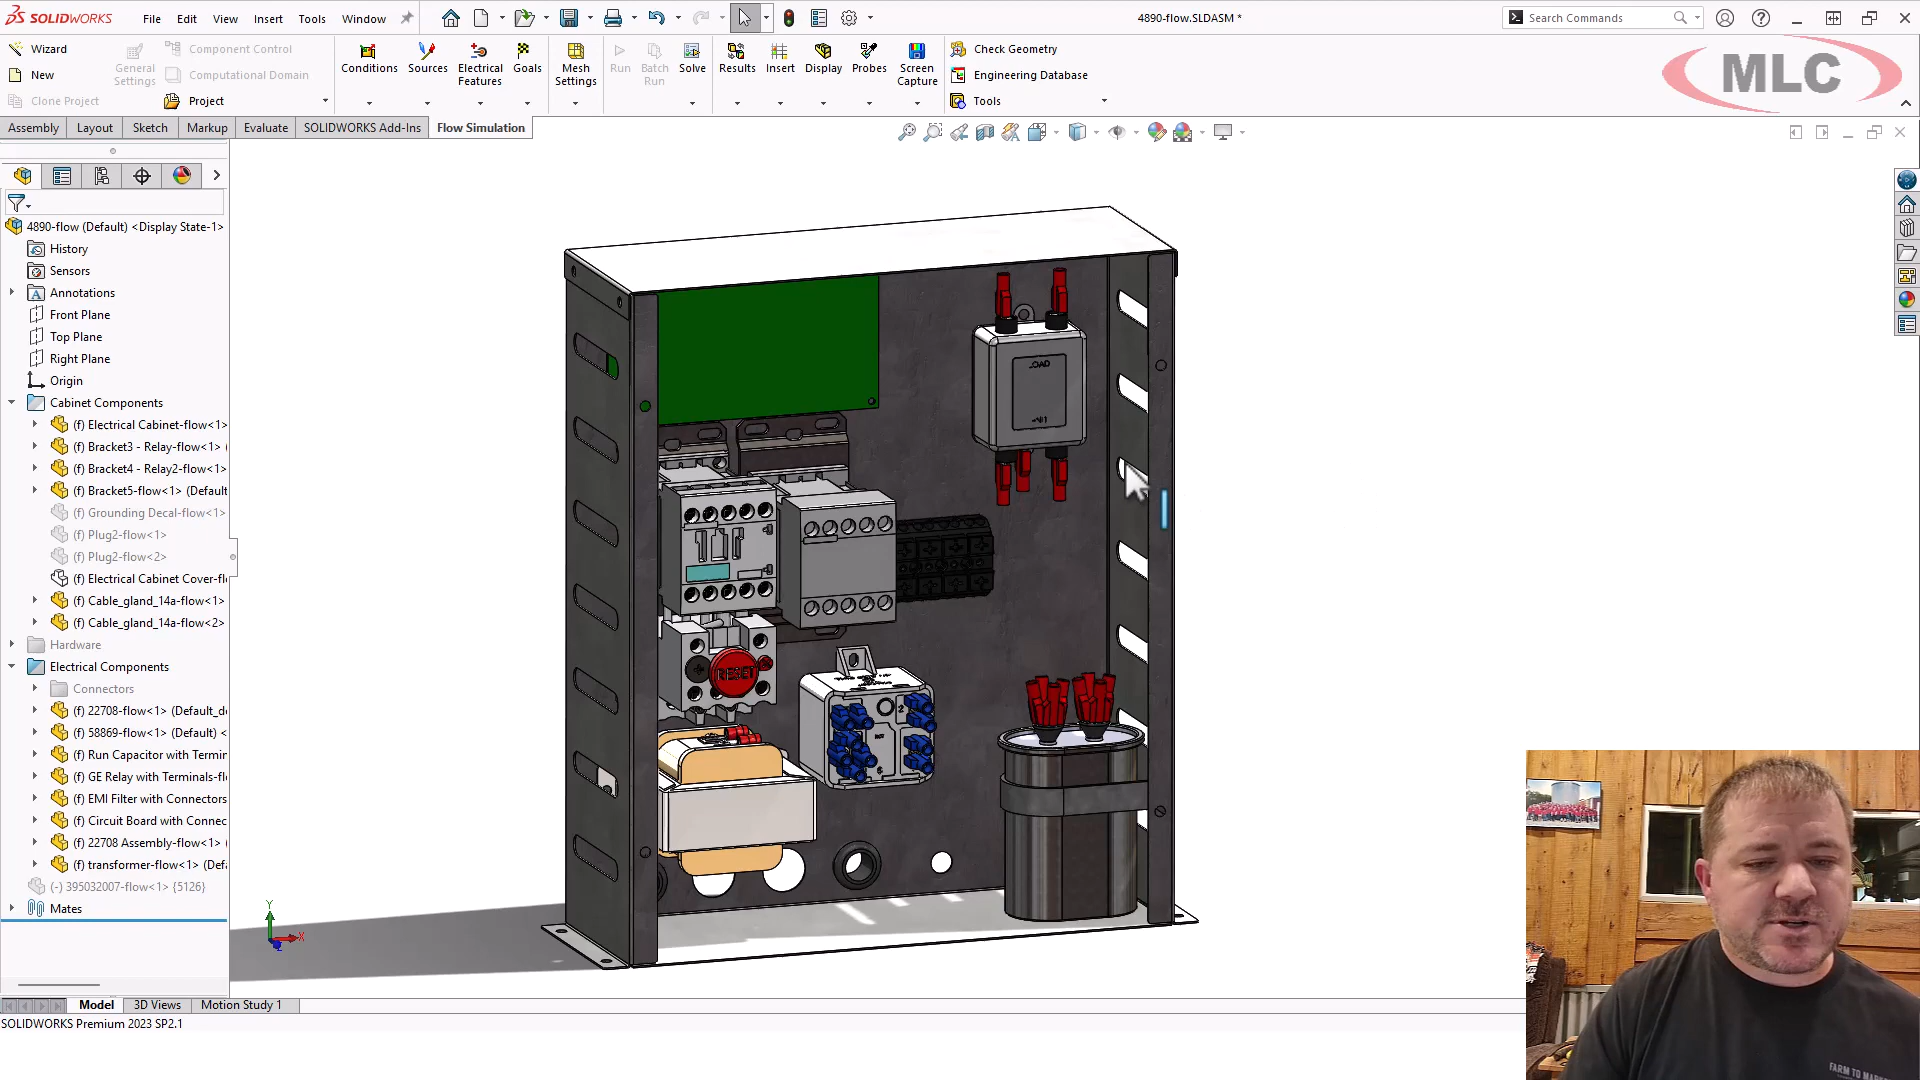 SOLIDWORKS
File
Edit
View
Insert
Tools
Window
4890-flow.SLDASM *
Search Commands
Wizard
New
Clone Project
General Settings
Component Control
Computational Domain
Project
Conditions
Sources
Electrical Features
Goals
Mesh Settings
Run
Batch Run
Solve
Results
Insert
Display
Probes
Screen Capture
Check Geometry
Engineering Database
Tools
MLC
Assembly
Layout
Sketch
Markup
Evaluate
SOLIDWORKS Add-Ins
Flow Simulation
4890-flow (Default) <Display State-1>
History
Sensors
Annotations
Front Plane
Top Plane
Right Plane
Origin
Cabinet Components
(f) Electrical Cabinet-flow<1>
(f) Bracket3 - Relay-flow<1> (
(f) Bracket4 - Relay2-flow<1>
(f) Bracket5-flow<1> (Default
(f) Grounding Decal-flow<1>
(f) Plug2-flow<1>
(f) Plug2-flow<2>
(f) Electrical Cabinet Cover-fl
(f) Cable_gland_14a-flow<1>
(f) Cable_gland_14a-flow<2>
Hardware
Electrical Components
Connectors
(f) 22708-flow<1> (Default_d
(f) 58869-flow<1> (Default) <
(f) Run Capacitor with Termin
(f) GE Relay with Terminals-fl
(f) EMI Filter with Connectors
(f) Circuit Board with Connec
(f) 22708 Assembly-flow<1>
(f) transformer-flow<1> (Defa
(-) 395032007-flow<1> {5126}
Mates
LOAD
RESET
2
6
Y
X
Model
3D Views
Motion Study 1
SOLIDWORKS Premium 2023 SP2.1
FARM TO MARKE